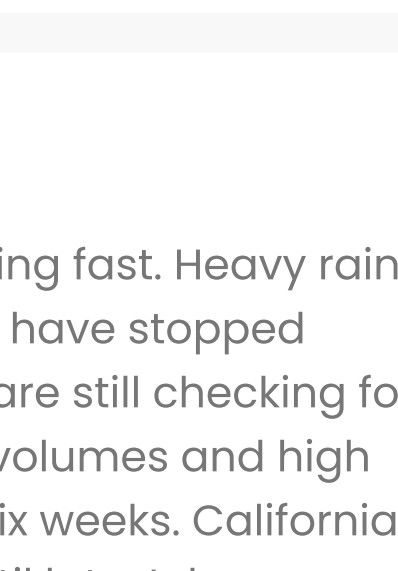 ing fast. Heavy rain
have stopped
are still checking fo
volumes and high
ix weeks. California